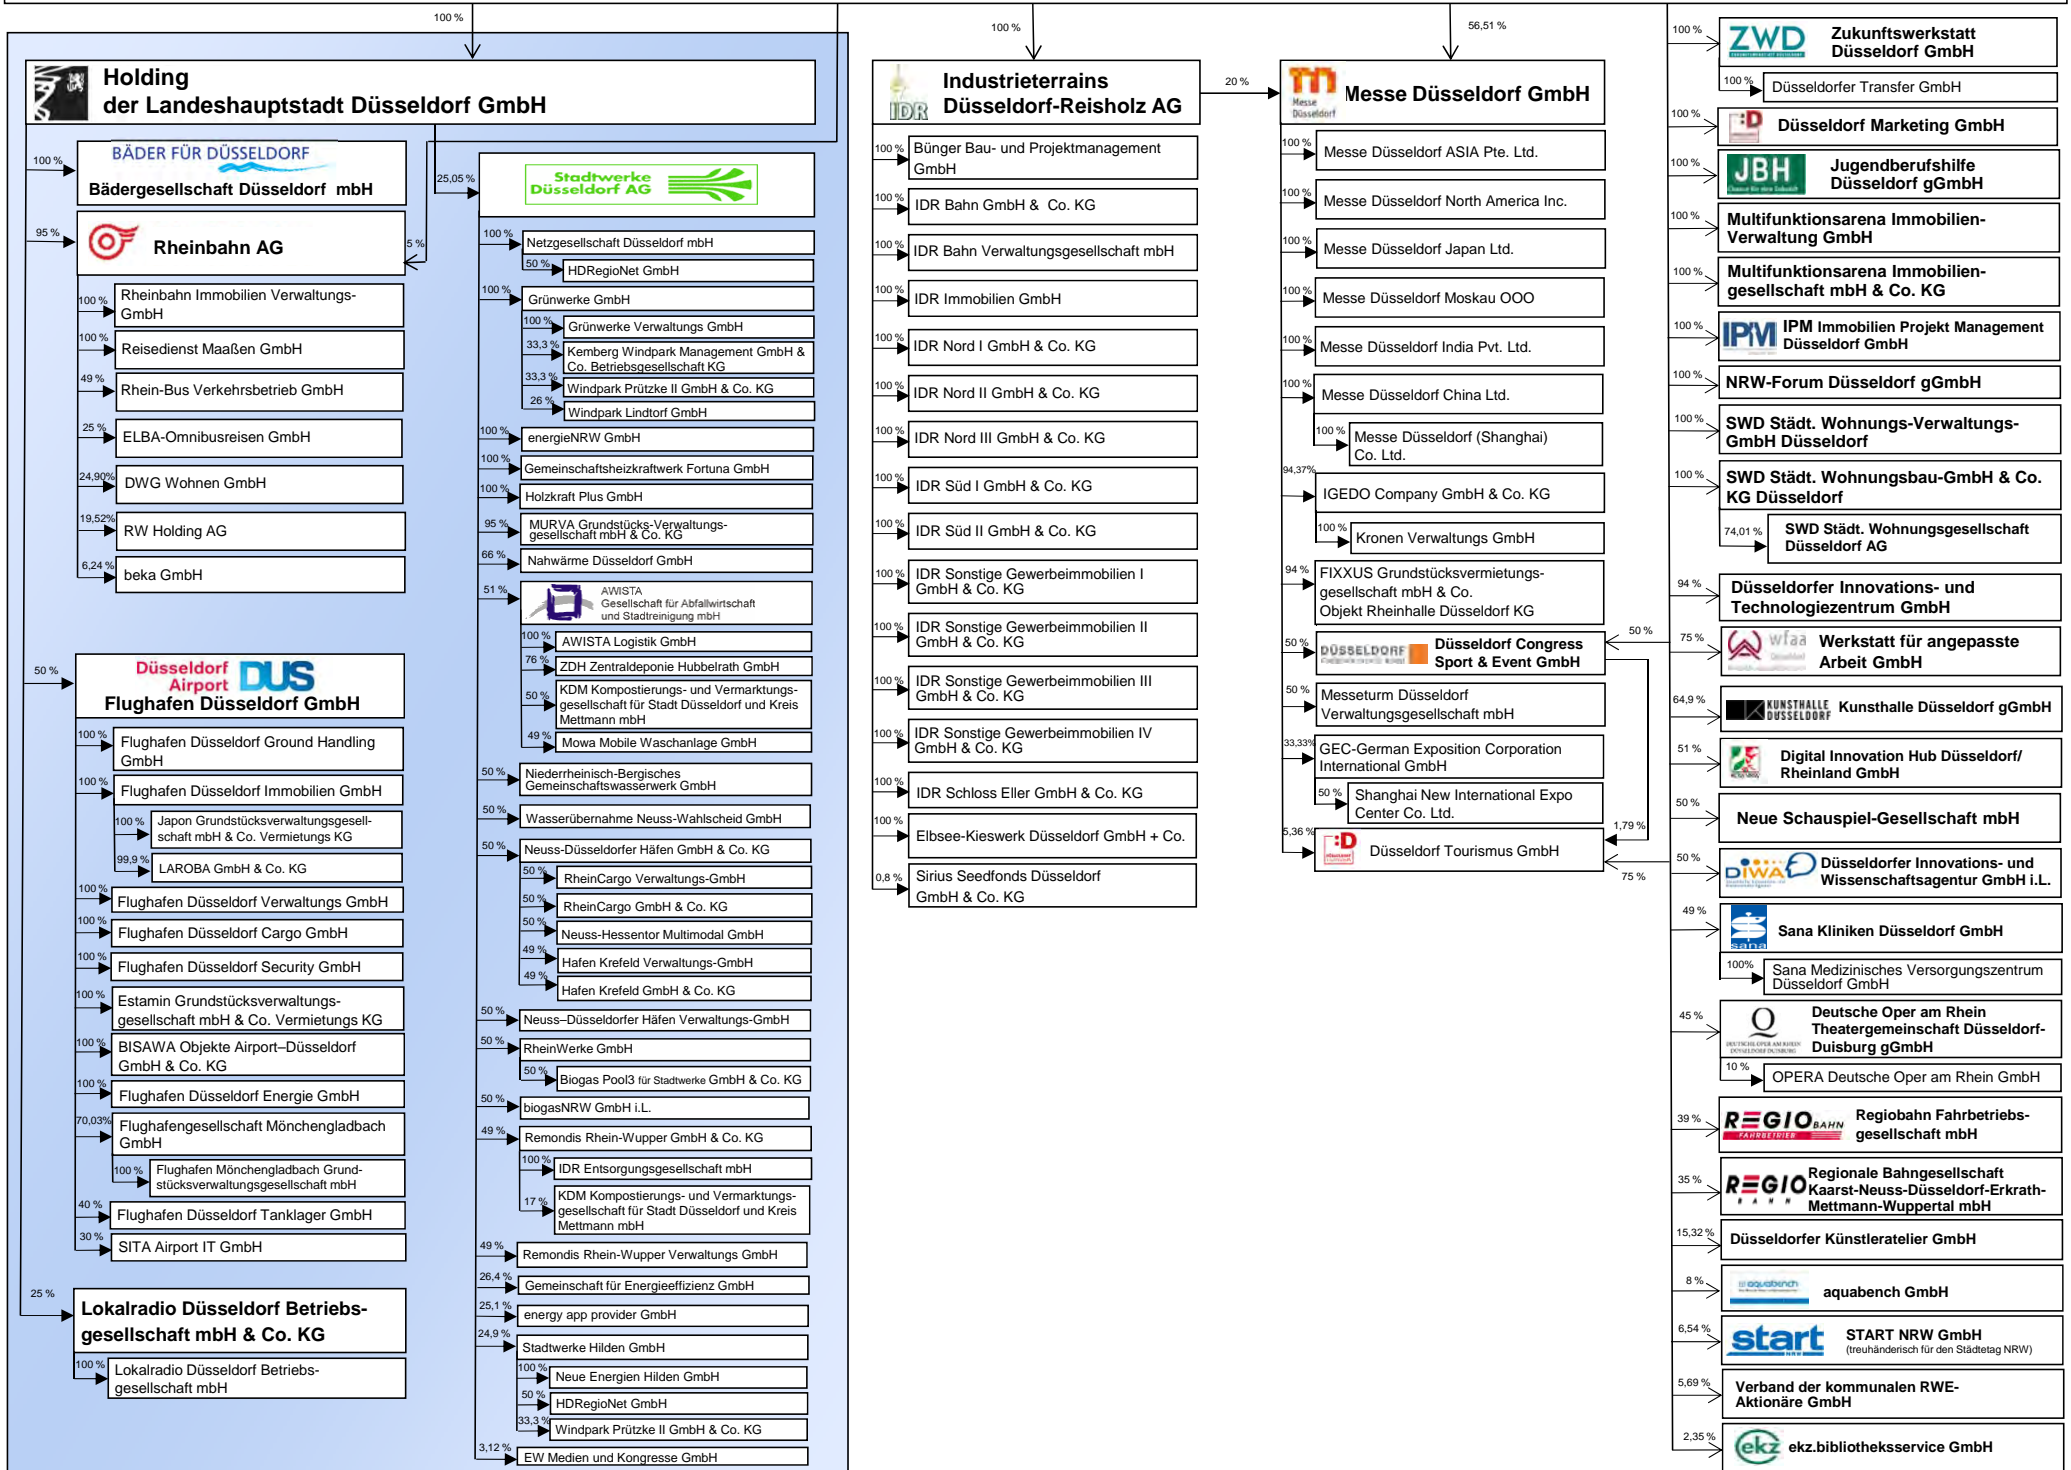 100 %
Holding
der Landeshauptstadt Düsseldorf GmbH
100 %
BÄDER FÜR DÜSSELDORF
Bädergesellschaft Düsseldorf mbH
95 %
Rheinbahn AG
5 %
100 %
Rheinbahn Immobilien Verwaltungs-
GmbH
100 %
Reisedienst Maaßen GmbH
49 %
Rhein-Bus Verkehrsbetrieb GmbH
25 %
ELBA-Omnibusreisen GmbH
24,90%
DWG Wohnen GmbH
19,52%
RW Holding AG
6,24 %
beka GmbH
50 %
Düsseldorf
Airport
DUS
Flughafen Düsseldorf GmbH
100 %
Flughafen Düsseldorf Ground Handling
GmbH
100 %
Flughafen Düsseldorf Immobilien GmbH
100 %
Japon Grundstücksverwaltungsgesell-
schaft mbH & Co. Vermietungs KG
99,9 %
LAROBA GmbH & Co. KG
100 %
Flughafen Düsseldorf Verwaltungs GmbH
100 %
Flughafen Düsseldorf Cargo GmbH
100 %
Flughafen Düsseldorf Security GmbH
100 %
Estamin Grundstücksverwaltungs-
gesellschaft mbH & Co. Vermietungs KG
100 %
BISAWA Objekte Airport–Düsseldorf
GmbH & Co. KG
100 %
Flughafen Düsseldorf Energie GmbH
70,03%
Flughafengesellschaft Mönchengladbach
GmbH
100 %
Flughafen Mönchengladbach Grund-
stücksverwaltungsgesellschaft mbH
40 %
Flughafen Düsseldorf Tanklager GmbH
30 %
SITA Airport IT GmbH
25 %
Lokalradio Düsseldorf Betriebs-
gesellschaft mbH & Co. KG
100 %
Lokalradio Düsseldorf Betriebs-
gesellschaft mbH
25,05 %
Stadtwerke
Düsseldorf AG
100 %
Netzgesellschaft Düsseldorf mbH
50 %
HDRegioNet GmbH
100 %
Grünwerke GmbH
100 %
Grünwerke Verwaltungs GmbH
33,3 %
Kemberg Windpark Management GmbH &
Co. Betriebsgesellschaft KG
33,3 %
Windpark Prützke II GmbH & Co. KG
26 %
Windpark Lindtorf GmbH
100 %
energieNRW GmbH
100 %
Gemeinschaftsheizkraftwerk Fortuna GmbH
100 %
Holzkraft Plus GmbH
95 %
MURVA Grundstücks-Verwaltungs-
gesellschaft mbH & Co. KG
66 %
Nahwärme Düsseldorf GmbH
51 %
AWISTA
Gesellschaft für Abfallwirtschaft
und Stadtreinigung mbH
100 %
AWISTA Logistik GmbH
76 %
ZDH Zentraldeponie Hubbelrath GmbH
50 %
KDM Kompostierungs- und Vermarktungs-
gesellschaft für Stadt Düsseldorf und Kreis
Mettmann mbH
49 %
Mowa Mobile Waschanlage GmbH
50 %
Niederrheinisch-Bergisches
Gemeinschaftswasserwerk GmbH
50 %
Wasserübernahme Neuss-Wahlscheid GmbH
50 %
Neuss-Düsseldorfer Häfen GmbH & Co. KG
50 %
RheinCargo Verwaltungs-GmbH
50 %
RheinCargo GmbH & Co. KG
50 %
Neuss-Hessentor Multimodal GmbH
49 %
Hafen Krefeld Verwaltungs-GmbH
49 %
Hafen Krefeld GmbH & Co. KG
50 %
Neuss–Düsseldorfer Häfen Verwaltungs-GmbH
50 %
RheinWerke GmbH
50 %
Biogas Pool3 für Stadtwerke GmbH & Co. KG
50 %
biogasNRW GmbH i.L.
49 %
Remondis Rhein-Wupper GmbH & Co. KG
100 %
IDR Entsorgungsgesellschaft mbH
17 %
KDM Kompostierungs- und Vermarktungs-
gesellschaft für Stadt Düsseldorf und Kreis
Mettmann mbH
49 %
Remondis Rhein-Wupper Verwaltungs GmbH
26,4 %
Gemeinschaft für Energieeffizienz GmbH
25,1 %
energy app provider GmbH
24,9 %
Stadtwerke Hilden GmbH
100 %
Neue Energien Hilden GmbH
50 %
HDRegioNet GmbH
33,3 %
Windpark Prützke II GmbH & Co. KG
3,12 %
EW Medien und Kongresse GmbH
100 %
IDR
Industrieterrains
Düsseldorf-Reisholz AG
20 %
100 %
Bünger Bau- und Projektmanagement
GmbH
100 %
IDR Bahn GmbH & Co. KG
100 %
IDR Bahn Verwaltungsgesellschaft mbH
100 %
IDR Immobilien GmbH
100 %
IDR Nord I GmbH & Co. KG
100 %
IDR Nord II GmbH & Co. KG
100 %
IDR Nord III GmbH & Co. KG
100 %
IDR Süd I GmbH & Co. KG
100 %
IDR Süd II GmbH & Co. KG
100 %
IDR Sonstige Gewerbeimmobilien I
GmbH & Co. KG
100 %
IDR Sonstige Gewerbeimmobilien II
GmbH & Co. KG
100 %
IDR Sonstige Gewerbeimmobilien III
GmbH & Co. KG
100 %
IDR Sonstige Gewerbeimmobilien IV
GmbH & Co. KG
100 %
IDR Schloss Eller GmbH & Co. KG
100 %
Elbsee-Kieswerk Düsseldorf GmbH + Co.
0,8 %
Sirius Seedfonds Düsseldorf
GmbH & Co. KG
56,51 %
Messe
Düsseldorf
Messe Düsseldorf GmbH
100 %
Messe Düsseldorf ASIA Pte. Ltd.
100 %
Messe Düsseldorf North America Inc.
100 %
Messe Düsseldorf Japan Ltd.
100 %
Messe Düsseldorf Moskau OOO
100 %
Messe Düsseldorf India Pvt. Ltd.
100 %
Messe Düsseldorf China Ltd.
100 %
Messe Düsseldorf (Shanghai)
Co. Ltd.
94,37%
IGEDO Company GmbH & Co. KG
100 %
Kronen Verwaltungs GmbH
94 %
FIXXUS Grundstücksvermietungs-
gesellschaft mbH & Co.
Objekt Rheinhalle Düsseldorf KG
50 %
DÜSSELDORF
Düsseldorf Congress
Sport & Event GmbH
50 %
50 %
Messeturm Düsseldorf
Verwaltungsgesellschaft mbH
33,33%
GEC-German Exposition Corporation
International GmbH
50 %
Shanghai New International Expo
Center Co. Ltd.
5,36 %
:D
Düsseldorf Tourismus GmbH
1,79 %
75 %
100 %
ZWD
Zukunftswerkstatt
Düsseldorf GmbH
100 %
Düsseldorfer Transfer GmbH
100 %
:D
Düsseldorf Marketing GmbH
100 %
JBH
Jugendberufshilfe
Düsseldorf gGmbH
100 %
Multifunktionsarena Immobilien-
Verwaltung GmbH
100 %
Multifunktionsarena Immobilien-
gesellschaft mbH & Co. KG
100 %
IPM
IPM Immobilien Projekt Management
Düsseldorf GmbH
100 %
NRW-Forum Düsseldorf gGmbH
100 %
SWD Städt. Wohnungs-Verwaltungs-
GmbH Düsseldorf
100 %
SWD Städt. Wohnungsbau-GmbH & Co.
KG Düsseldorf
74,01 %
SWD Städt. Wohnungsgesellschaft
Düsseldorf AG
94 %
Düsseldorfer Innovations- und
Technologiezentrum GmbH
75 %
wfaa
Werkstatt für angepasste
Arbeit GmbH
64,9 %
KUNSTHALLE
DÜSSELDORF
Kunsthalle Düsseldorf gGmbH
51 %
Digital Innovation Hub Düsseldorf/
Rheinland GmbH
50 %
Neue Schauspiel-Gesellschaft mbH
50 %
DIWA
Düsseldorfer Innovations- und
Wissenschaftsagentur GmbH i.L.
49 %
sana
Sana Kliniken Düsseldorf GmbH
100%
Sana Medizinisches Versorgungszentrum
Düsseldorf GmbH
45 %
DEUTSCHE OPER AM RHEIN
DÜSSELDORF DUISBURG
Deutsche Oper am Rhein
Theatergemeinschaft Düsseldorf-
Duisburg gGmbH
10 %
OPERA Deutsche Oper am Rhein GmbH
39 %
REGIO BAHN
FAHRBETRIEB
Regiobahn Fahrbetriebs-
gesellschaft mbH
35 %
REGIO
BAHN
Regionale Bahngesellschaft
Kaarst-Neuss-Düsseldorf-Erkrath-
Mettmann-Wuppertal mbH
15,32 %
Düsseldorfer Künstleratelier GmbH
8 %
aquabench
aquabench GmbH
6,54 %
start
NRW
START NRW GmbH
(treuhänderisch für den Städtetag NRW)
5,69 %
Verband der kommunalen RWE-
Aktionäre GmbH
2,35 %
ekz
ekz.bibliotheksservice GmbH